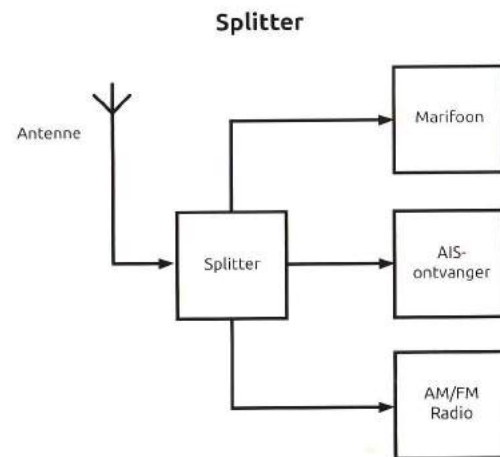 Splitter
Antenne
Marifoon
Splitter
AIS-
ontvanger
AM/FM
Radio